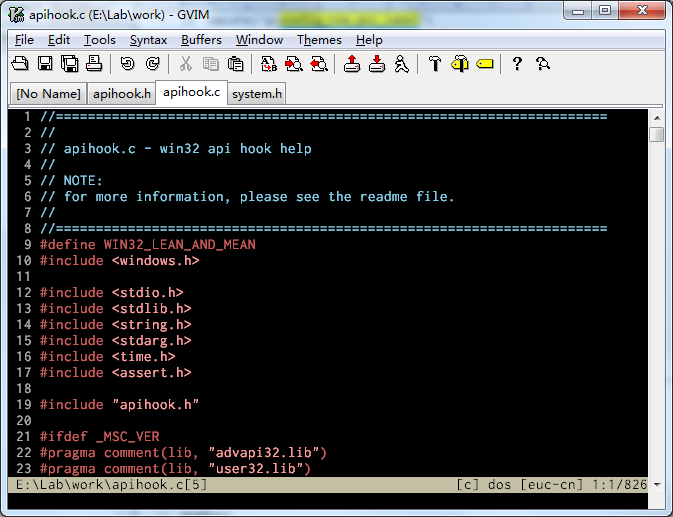 apihook.c (E:\Lab\work) - GVIM
File Edit Tools Syntax Buffers Window Themes Help
[No Name] apihook.h apihook.c system.h
1 //=====================================================================
2 //
3 // apihook.c - win32 api hook help
4 //
5 // NOTE:
6 // for more information, please see the readme file.
7 //
8 //=====================================================================
9 #define WIN32_LEAN_AND_MEAN
10 #include <windows.h>
11
12 #include <stdio.h>
13 #include <stdlib.h>
14 #include <string.h>
15 #include <stdarg.h>
16 #include <time.h>
17 #include <assert.h>
18
19 #include "apihook.h"
20
21 #ifdef _MSC_VER
22 #pragma comment(lib, "advapi32.lib")
23 #pragma comment(lib, "user32.lib")
E:\Lab\work\apihook.c[5] [c] dos [euc-cn] 1:1/826